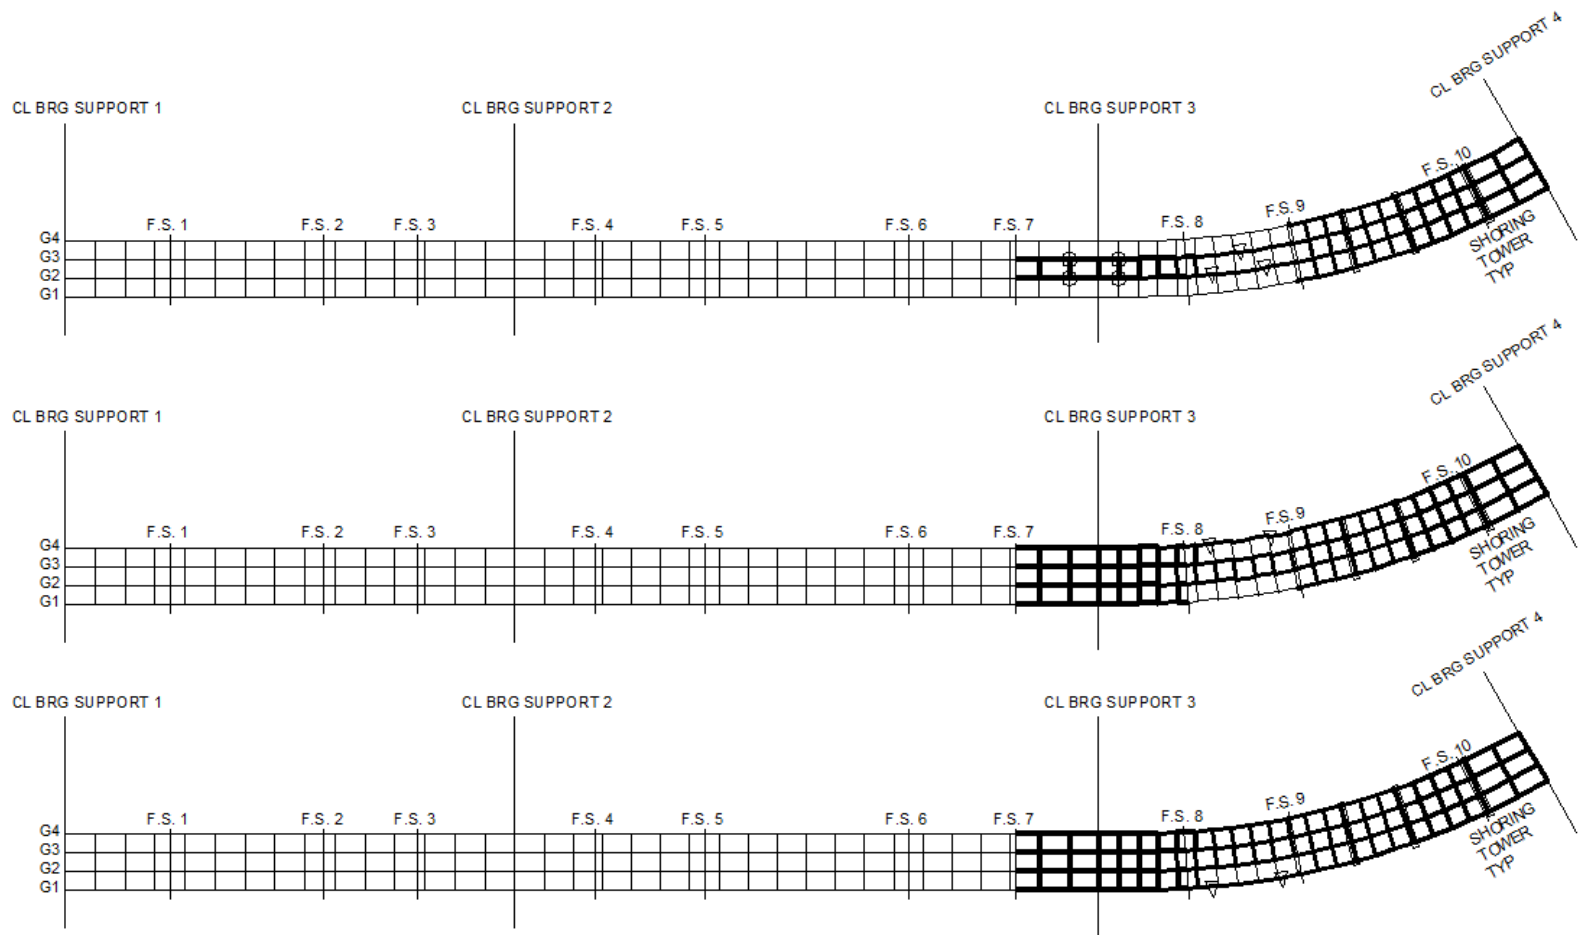 CL BRG SUPPORT 4
CL BRG SUPPORT 1
CL BRG SUPPORT 2
CL BRG SUPPORT 3
F.S. 10
F.S. 9
F.S. 1
F.S. 2
F.S. 3
F.S. 4
F.S. 5
F.S. 6
F.S. 7
F.S. 8
G4
G3
G2
G1
SHORING
TOWER
TYP
CL BRG SUPPORT 4
CL BRG SUPPORT 1
CL BRG SUPPORT 2
CL BRG SUPPORT 3
F.S. 10
F.S. 9
F.S. 1
F.S. 2
F.S. 3
F.S. 4
F.S. 5
F.S. 6
F.S. 7
F.S. 8
G4
G3
G2
G1
SHORING
TOWER
TYP
CL BRG SUPPORT 4
CL BRG SUPPORT 1
CL BRG SUPPORT 2
CL BRG SUPPORT 3
F.S. 10
F.S. 9
F.S. 1
F.S. 2
F.S. 3
F.S. 4
F.S. 5
F.S. 6
F.S. 7
F.S. 8
G4
G3
G2
G1
SHORING
TOWER
TYP